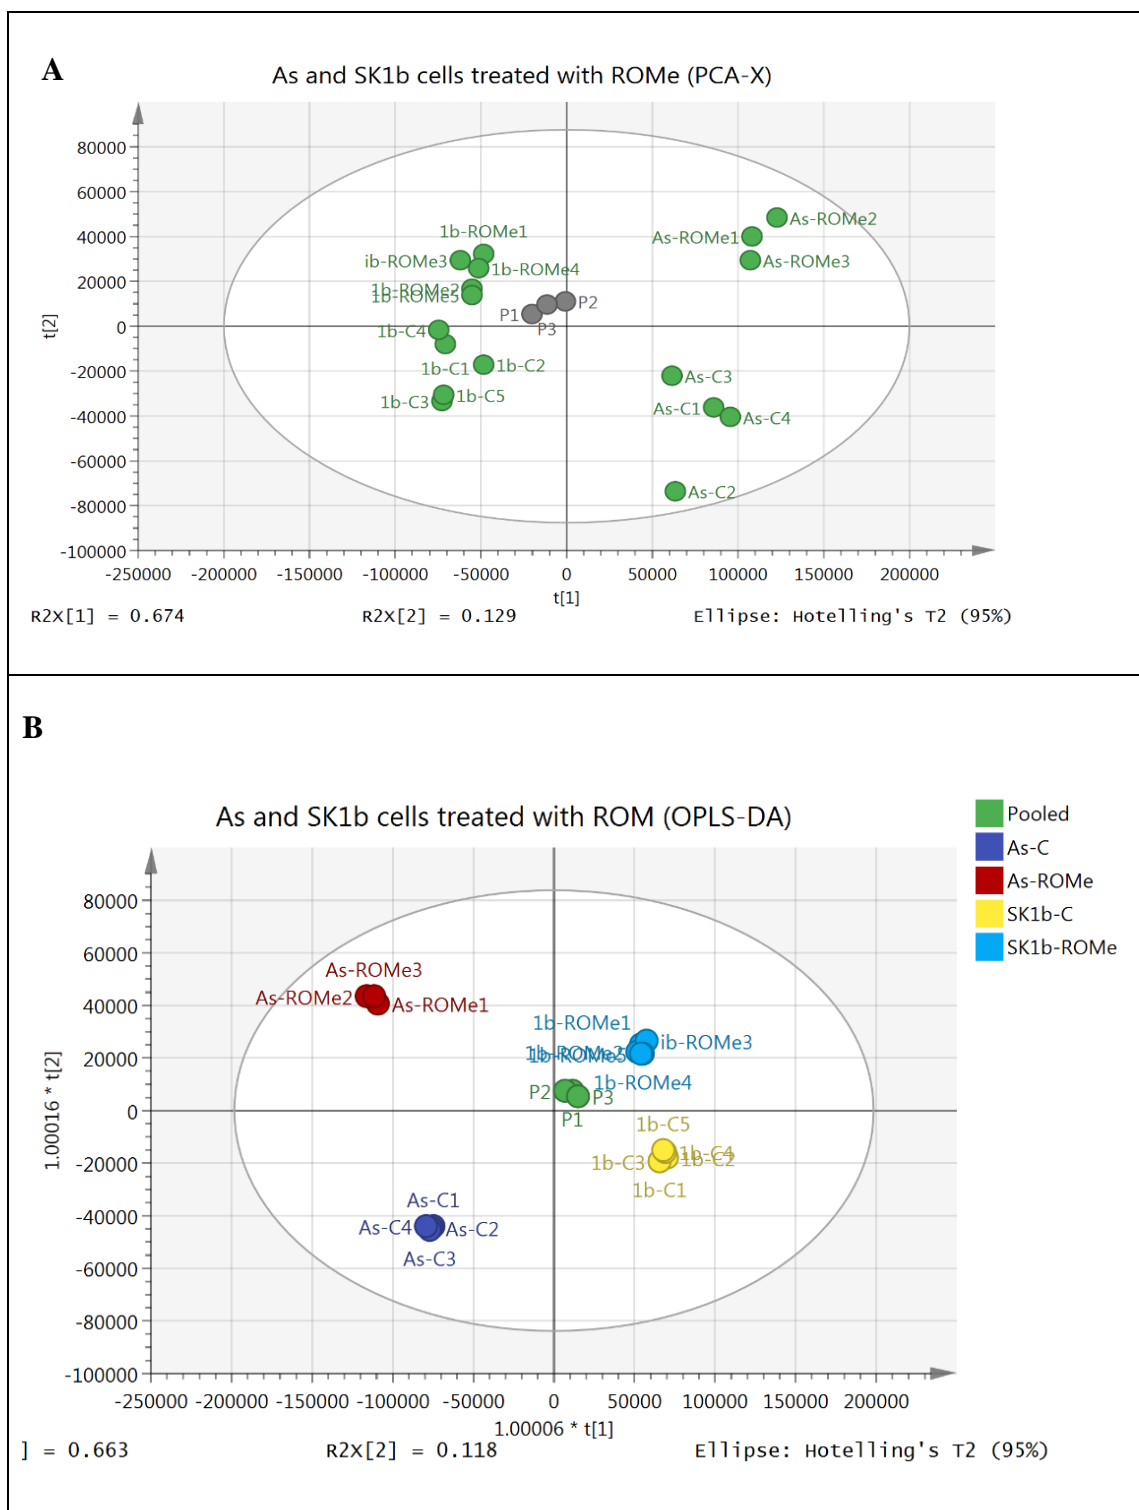 A
As and SK1b cells treated with ROMe (PCA-X)
80000
60000
40000
20000
0
-20000
-40000
-60000
-80000
-100000
t[2]
1b-ROMe1
ib-ROMe3
1b-ROMe4
1b-ROMe2
1b-ROMe5
1b-C4
1b-C1
1b-C2
1b-C3
1b-C5
P1
P3
P2
As-ROMe2
As-ROMe1
As-ROMe3
As-C3
As-C1
As-C4
As-C2
-250000 -200000 -150000 -100000 -50000 0 50000 100000 150000 200000
t[1]
R2X[1] = 0.674 R2X[2] = 0.129 Ellipse: Hotelling's T2 (95%)
B
As and SK1b cells treated with ROM (OPLS-DA)
Pooled
As-C
As-ROMe
SK1b-C
SK1b-ROMe
80000
60000
40000
20000
0
-20000
-40000
-60000
-80000
-100000
1.00016 * t[2]
As-ROMe3
As-ROMe2
As-ROMe1
1b-ROMe1
ib-ROMe3
1b-ROMe2
1b-ROMe5
1b-ROMe4
P2
P3
P1
1b-C5
1b-C4
1b-C3
1b-C2
1b-C1
As-C1
As-C4
As-C2
As-C3
-250000 -200000 -150000 -100000 -50000 0 50000 100000 150000 200000
1.00006 * t[1]
] = 0.663 R2X[2] = 0.118 Ellipse: Hotelling's T2 (95%)